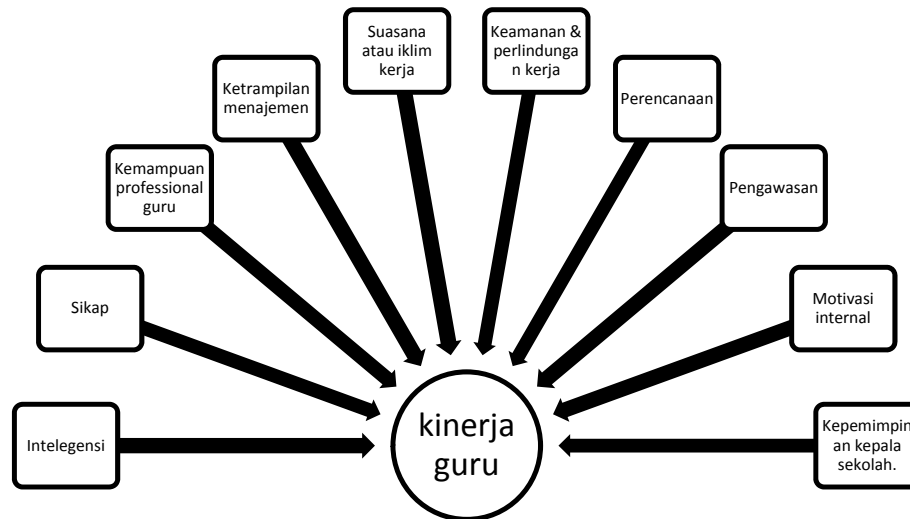 Suasana
atau iklim
kerja
Keamanan &
perlindunga
n kerja
Ketrampilan
menajemen
Perencanaan
Kemampuan
professional
guru
Pengawasan
Sikap
Motivasi
internal
Intelegensi
kinerja
guru
Kepemimpin
an kepala
sekolah.